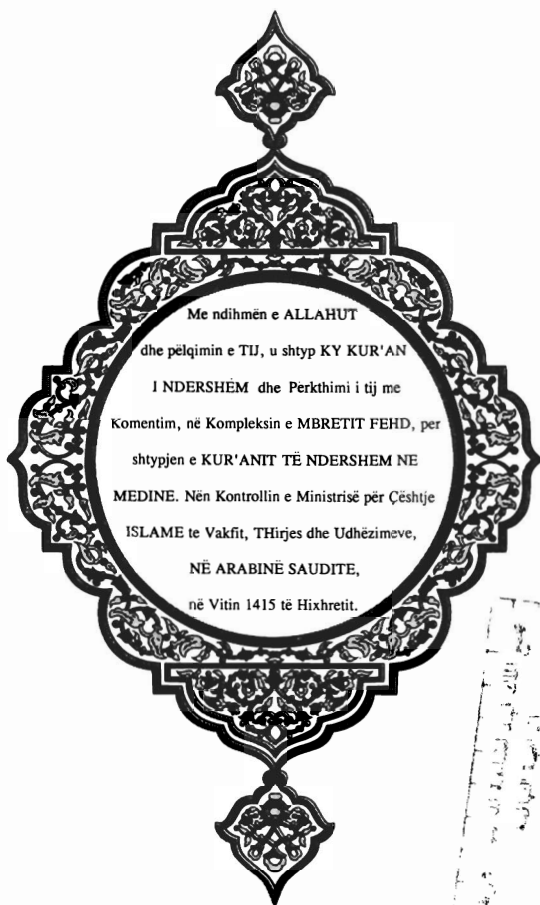 Me ndihmën e ALLAHUT
dhe pëlqimin e TIJ, u shtyp KY KUR'AN
I NDERSHËM dhe Përkthimi i tij me
Komentim, në Kompleksin e MBRETIT FEHD, per
shtypjen e KUR'ANIT TË NDERSHEM NE
MEDINE. Nën Kontrollin e Ministrisë për Çështje
ISLAME te Vakfit, THirjes dhe Udhëzimeve,
NË ARABINË SAUDITE,
në Vitin 1415 të Hixhretit.